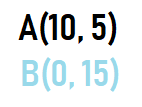 A(10, 5)
B(0, 15)